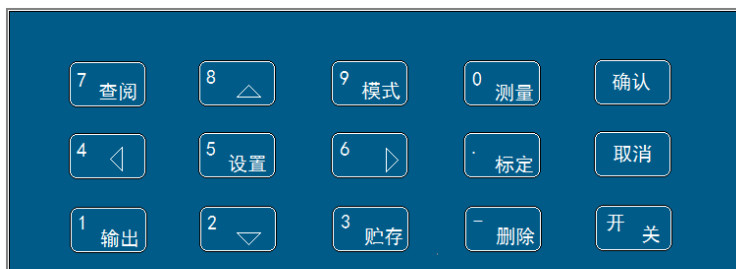 7 查阅
8 △
9 模式
0 测量
确认
4 ◁
5 设置
6 ▷
. 标定
取消
1 输出
2 ▽
3 贮存
- 删除
开 关